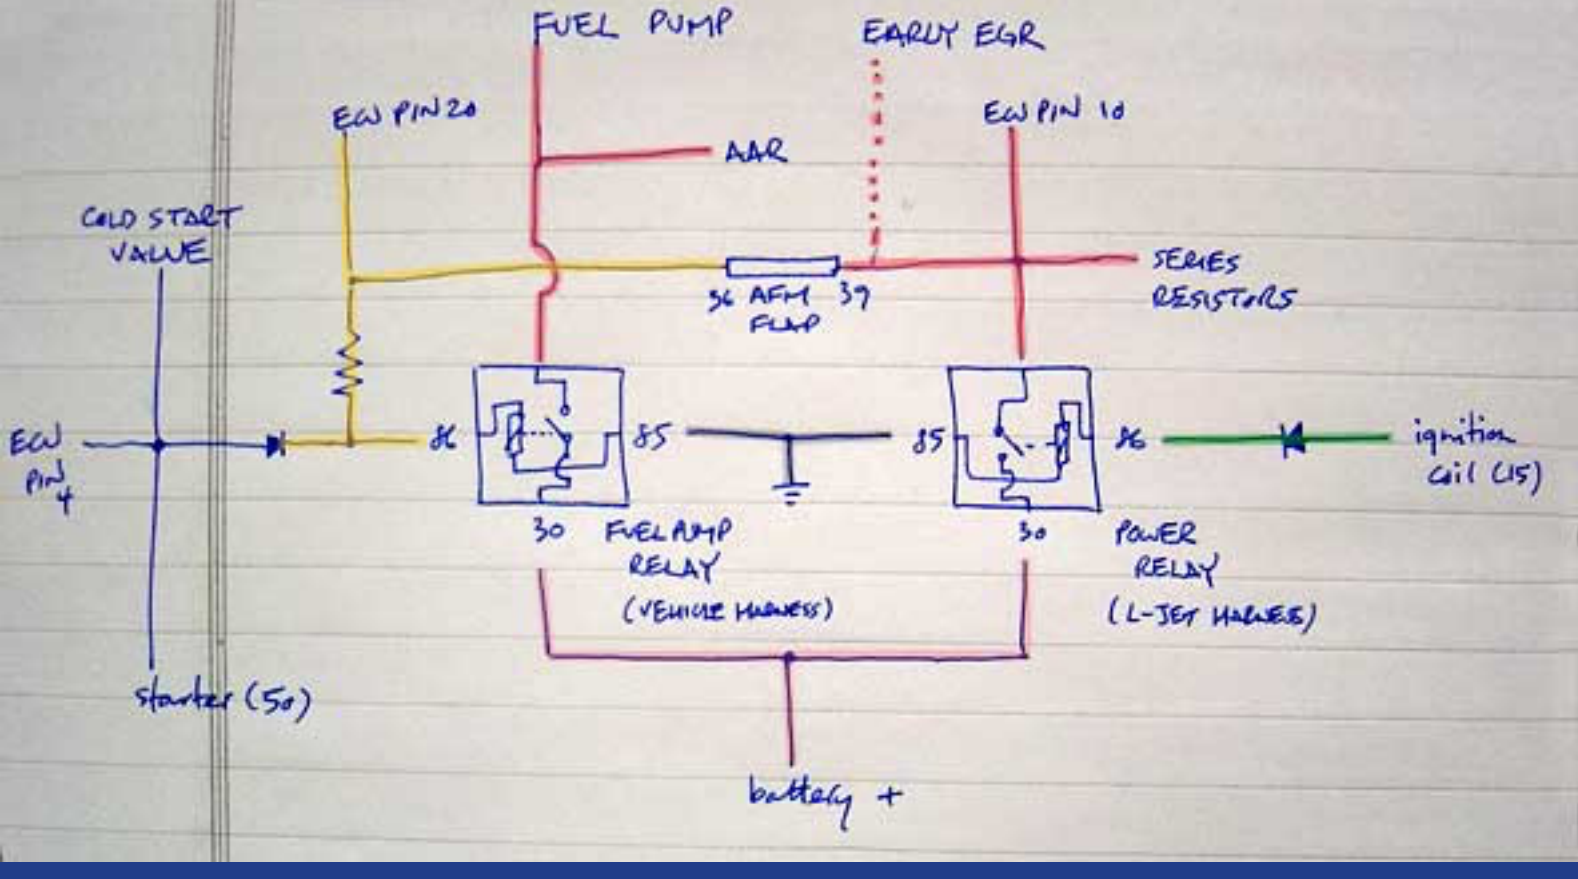 FUEL PUMP
EARLY EGR
ECU PIN 20
ECU PIN 10
AAR
COLD START
VALVE
SERIES
RESISTORS
36 AFM 39
FLAP
ECU
PIN
4
86
85
85
86
ignition
coil (15)
30
FUEL PUMP
RELAY
(VEHICLE HARNESS)
30
POWER
RELAY
(L-JET HARNESS)
starter (50)
battery +